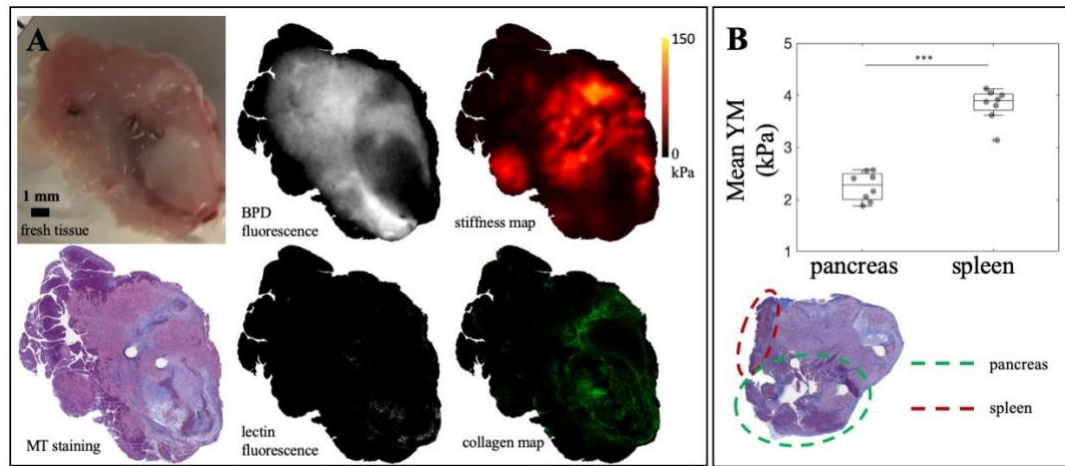 A
1 mm
fresh tissue
BPD
fluorescence
stiffness map
150
0
kPa
MT staining
lectin
fluorescence
collagen map
B
Mean YM
(kPa)
5
4
3
2
1
***
pancreas
spleen
pancreas
spleen